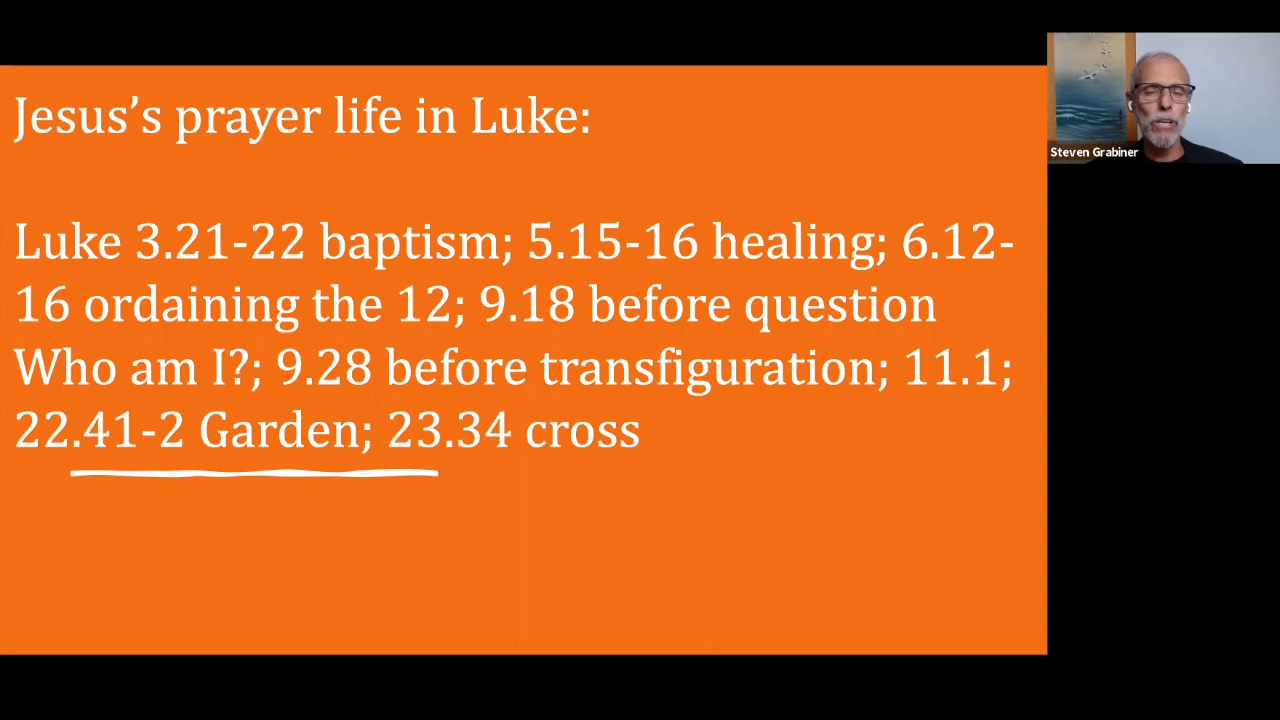 Jesus’s prayer life in Luke:
Luke 3.21-22 baptism; 5.15-16 healing; 6.12-
16 ordaining the 12; 9.18 before question
Who am I?; 9.28 before transfiguration; 11.1;
22.41-2 Garden; 23.34 cross
Steven Grabiner